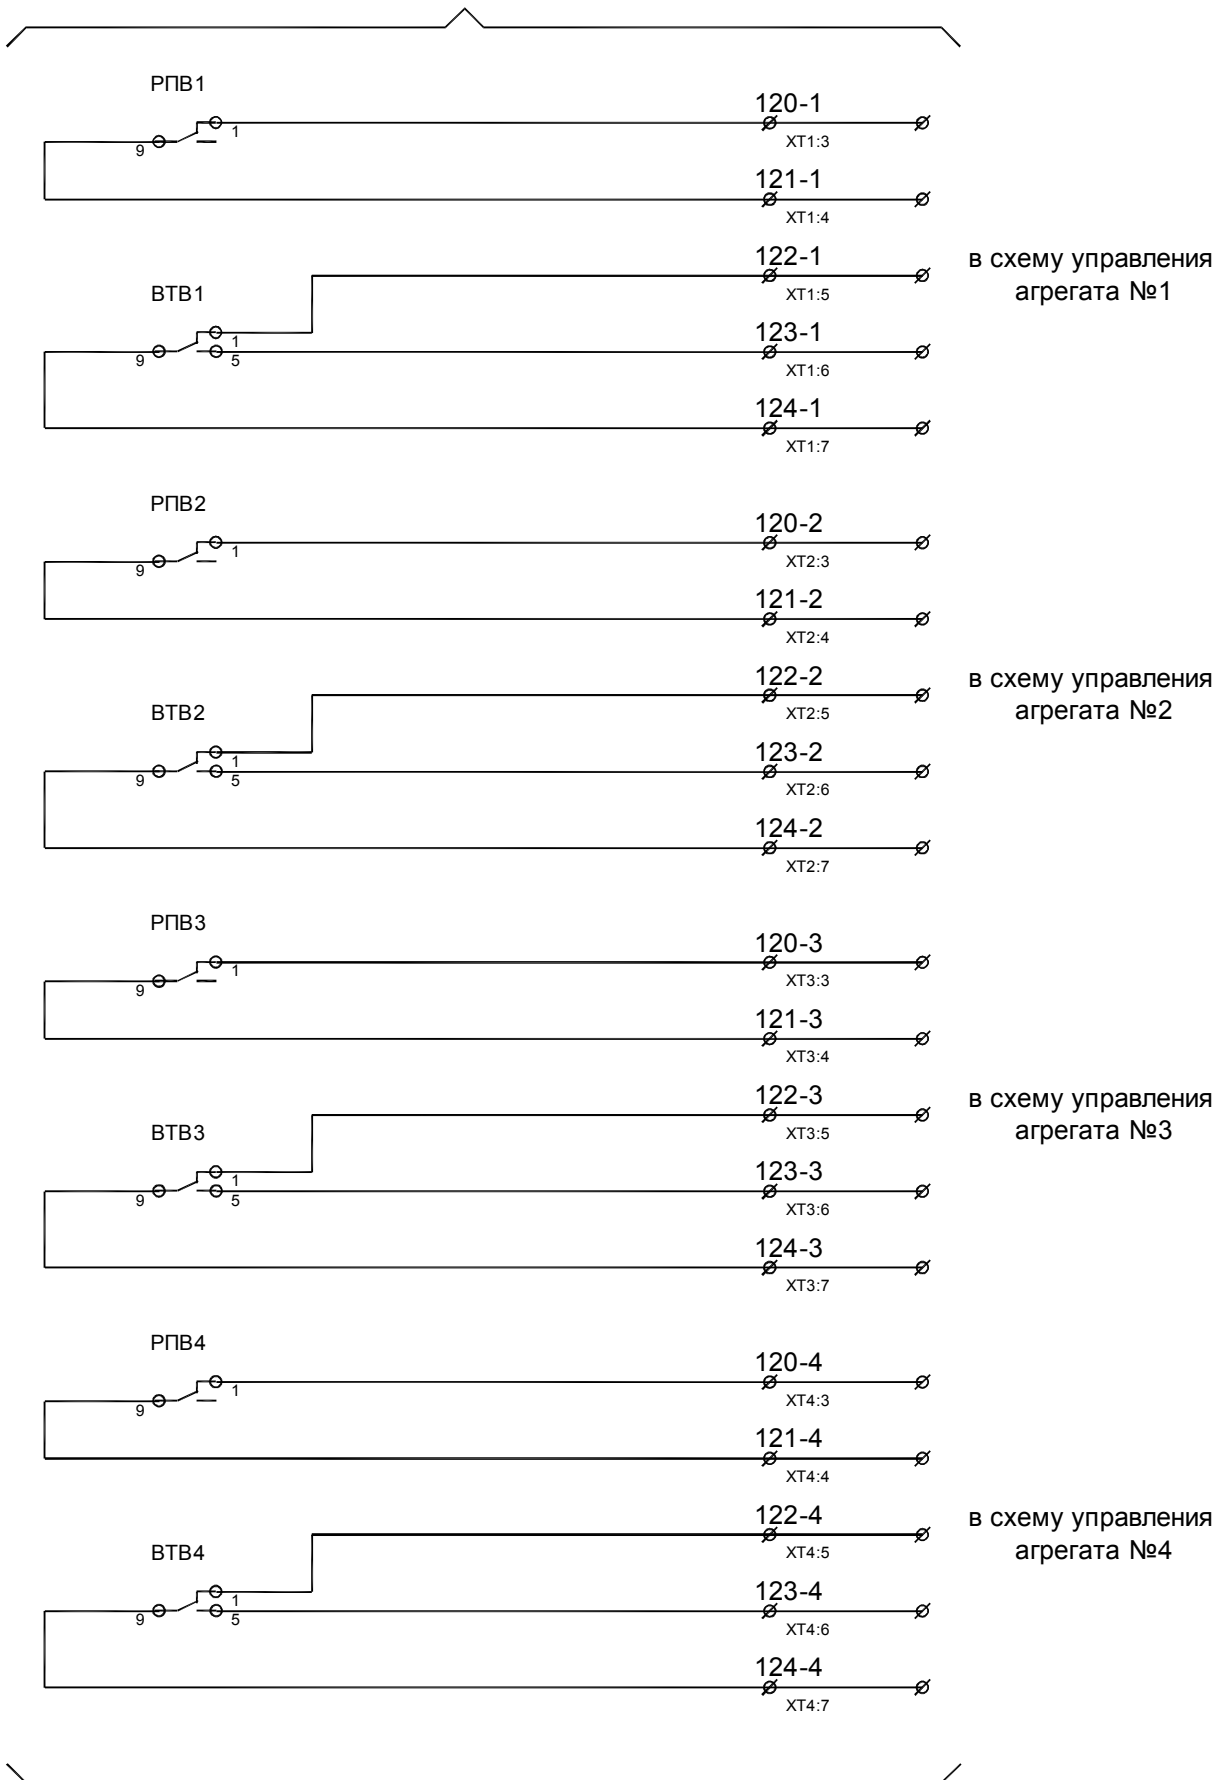 РПВ1
120-1
1
9
XT1:3
121-1
XT1:4
122-1
в схему управления
агрегата №1
ВТВ1
XT1:5
123-1
1
9
5
XT1:6
124-1
XT1:7
РПВ2
120-2
1
9
XT2:3
121-2
XT2:4
122-2
в схему управления
агрегата №2
ВТВ2
XT2:5
123-2
1
9
5
XT2:6
124-2
XT2:7
РПВ3
120-3
1
9
XT3:3
121-3
XT3:4
122-3
в схему управления
агрегата №3
ВТВ3
XT3:5
123-3
1
9
5
XT3:6
124-3
XT3:7
РПВ4
120-4
1
9
XT4:3
121-4
XT4:4
122-4
в схему управления
агрегата №4
ВТВ4
XT4:5
123-4
1
9
5
XT4:6
124-4
XT4:7